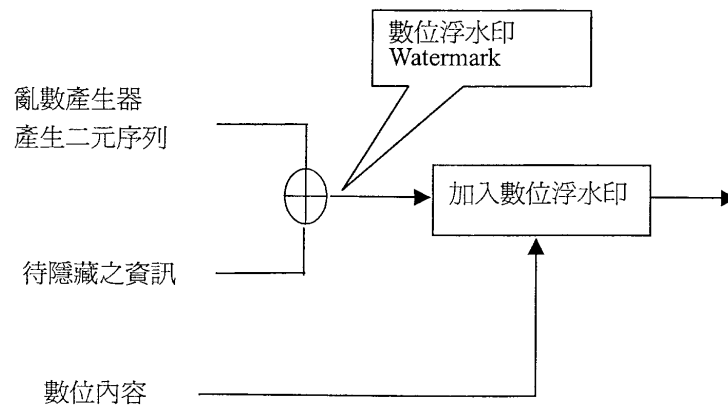 數位浮水印
Watermark
亂數產生器
產生二元序列
加入數位浮水印
待隱藏之資訊
數位內容